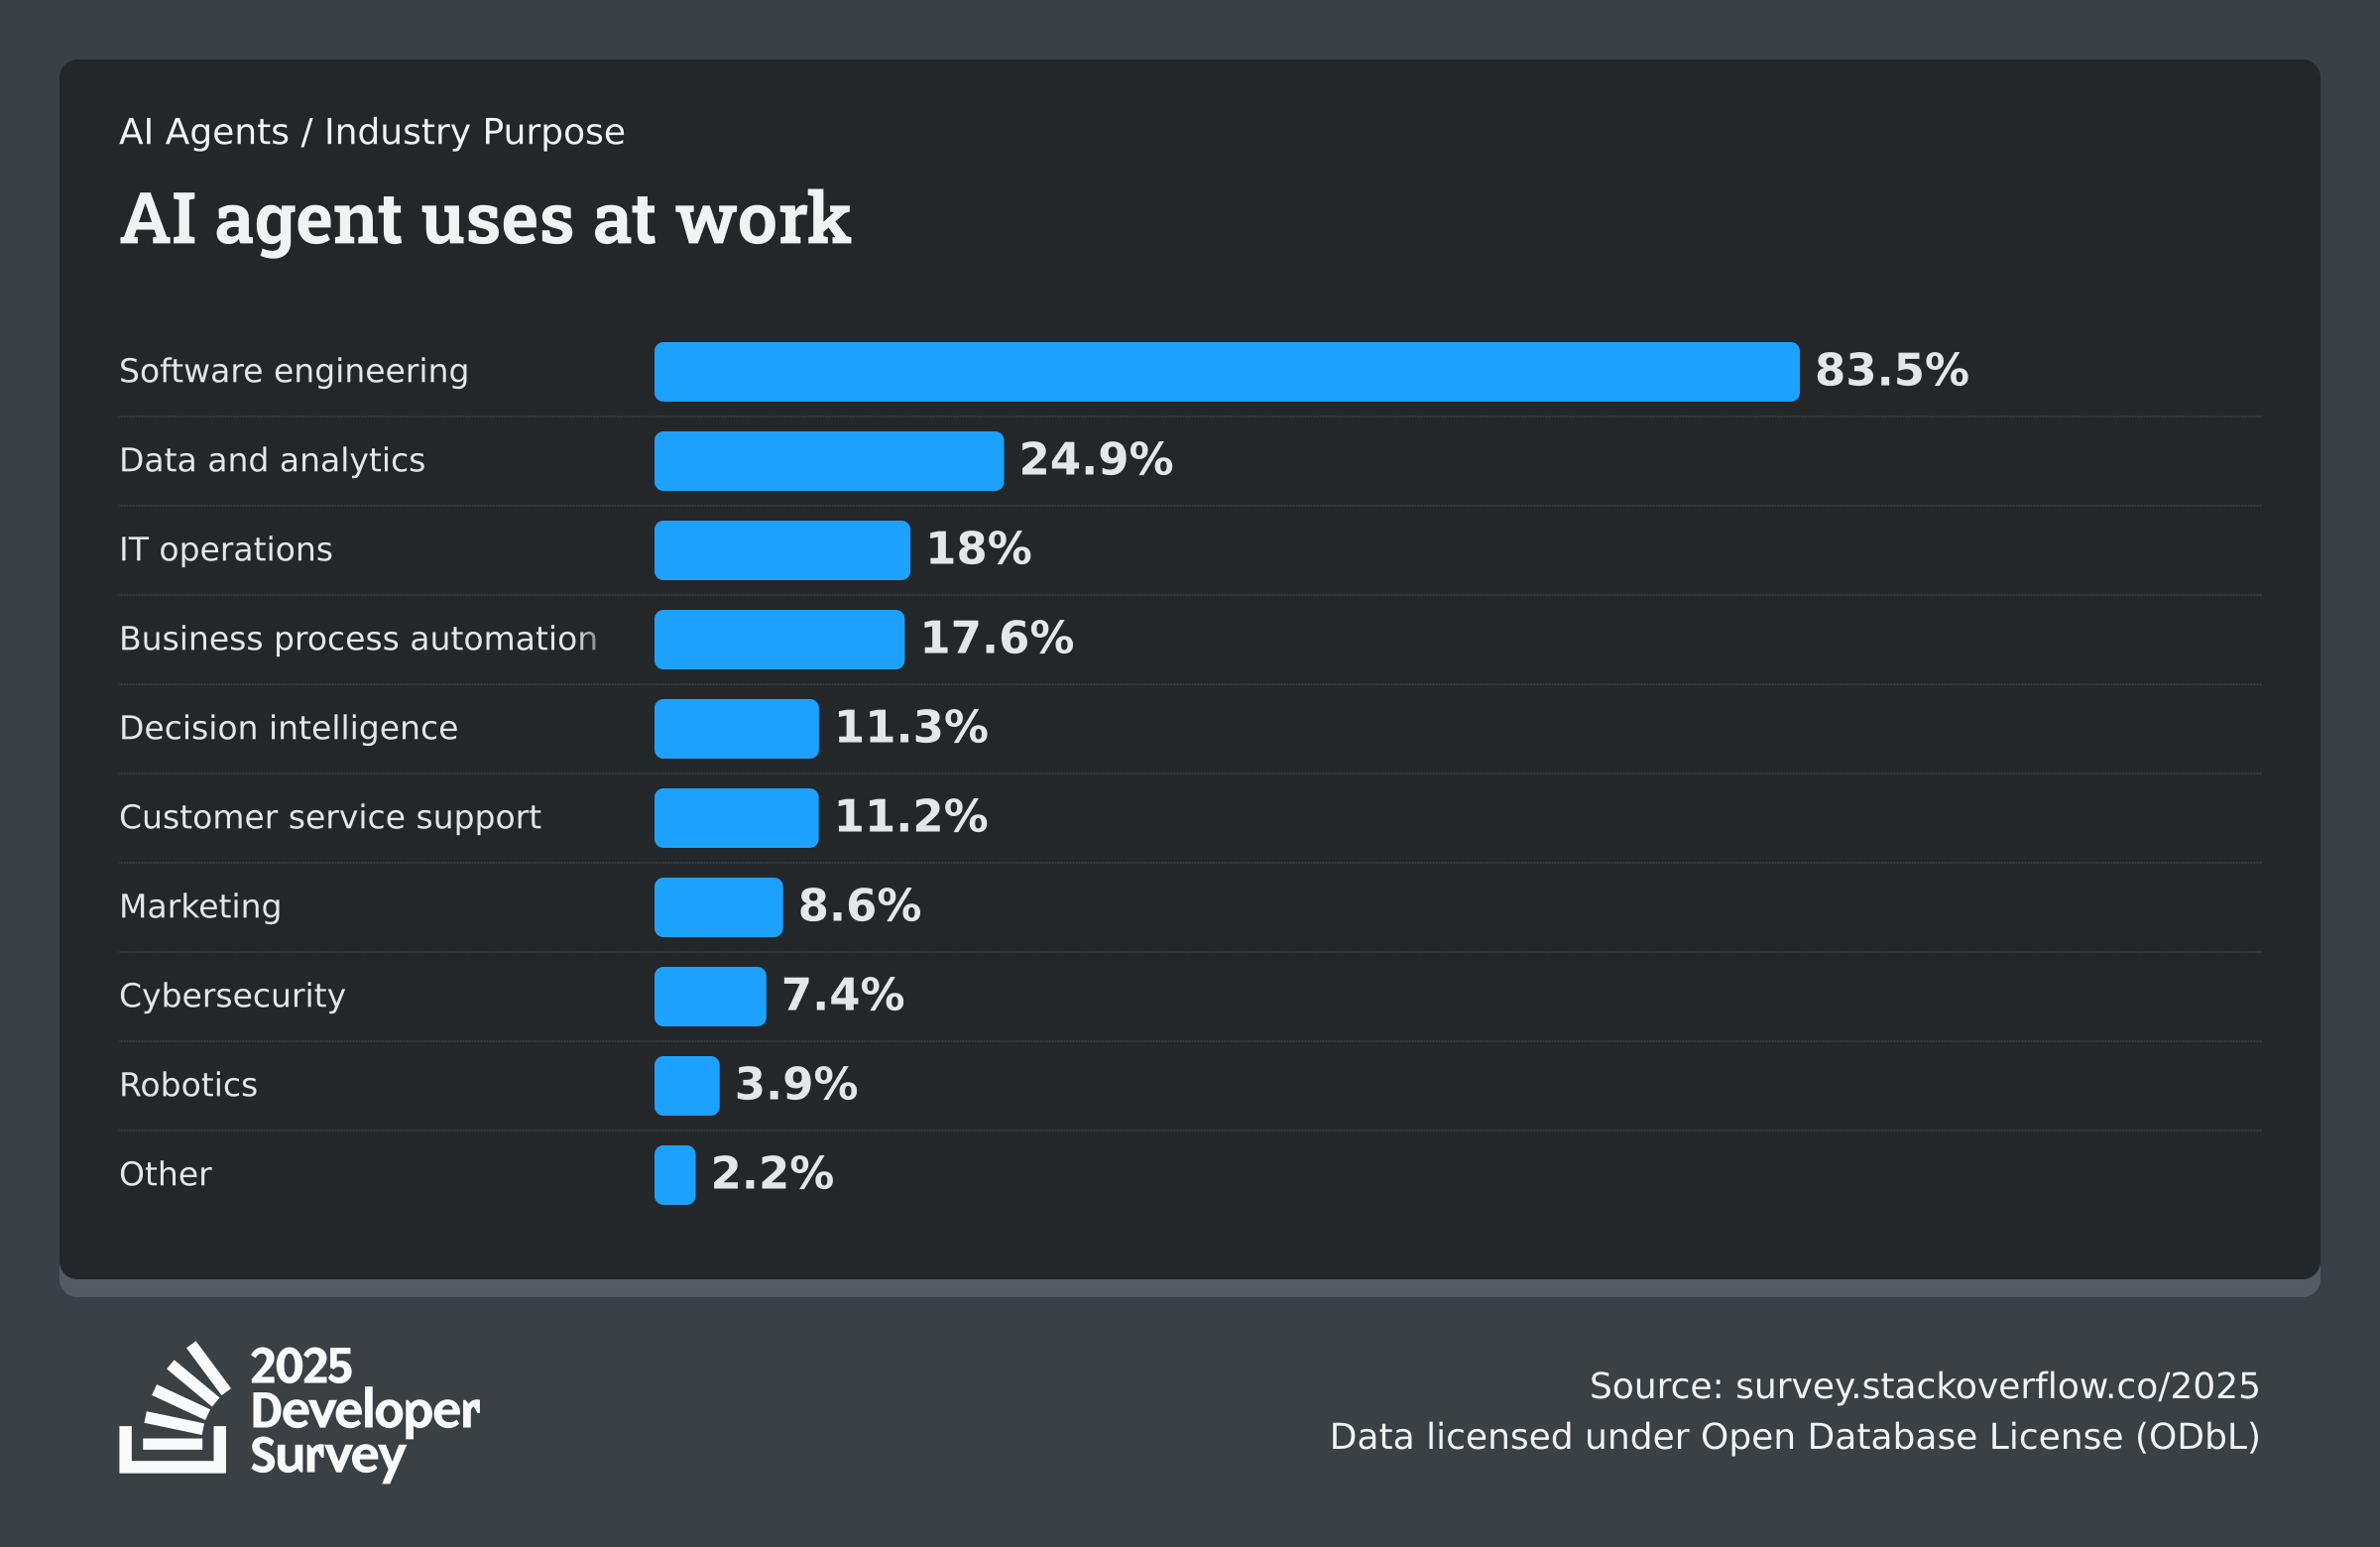 AI Agents / Industry Purpose
AI agent uses at work
Software engineering 83.5%
Data and analytics 24.9%
IT operations 18%
Business process automation 17.6%
Decision intelligence 11.3%
Customer service support 11.2%
Marketing 8.6%
Cybersecurity 7.4%
Robotics 3.9%
Other 2.2%
2025
Developer
Survey
Source: survey.stackoverflow.co/2025
Data licensed under Open Database License (ODbL)